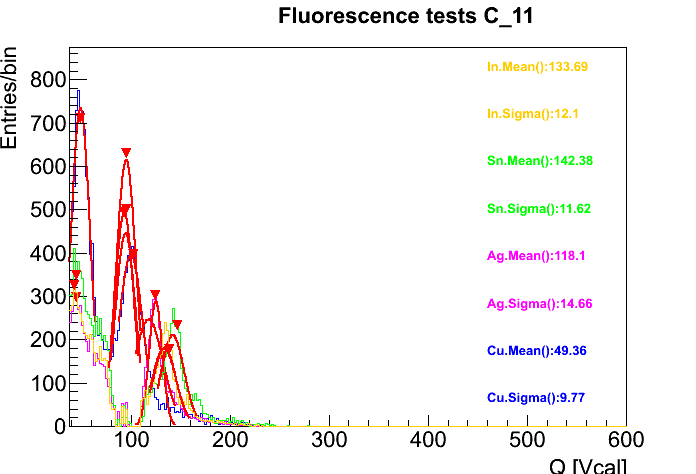 Fluorescence tests C_11
Entries/bin
800
700
600
500
400
300
200
100
0
100
200
300
400
500
600
Q [Vcal]
In.Mean():133.69
In.Sigma():12.1
Sn.Mean():142.38
Sn.Sigma():11.62
Ag.Mean():118.1
Ag.Sigma():14.66
Cu.Mean():49.36
Cu.Sigma():9.77